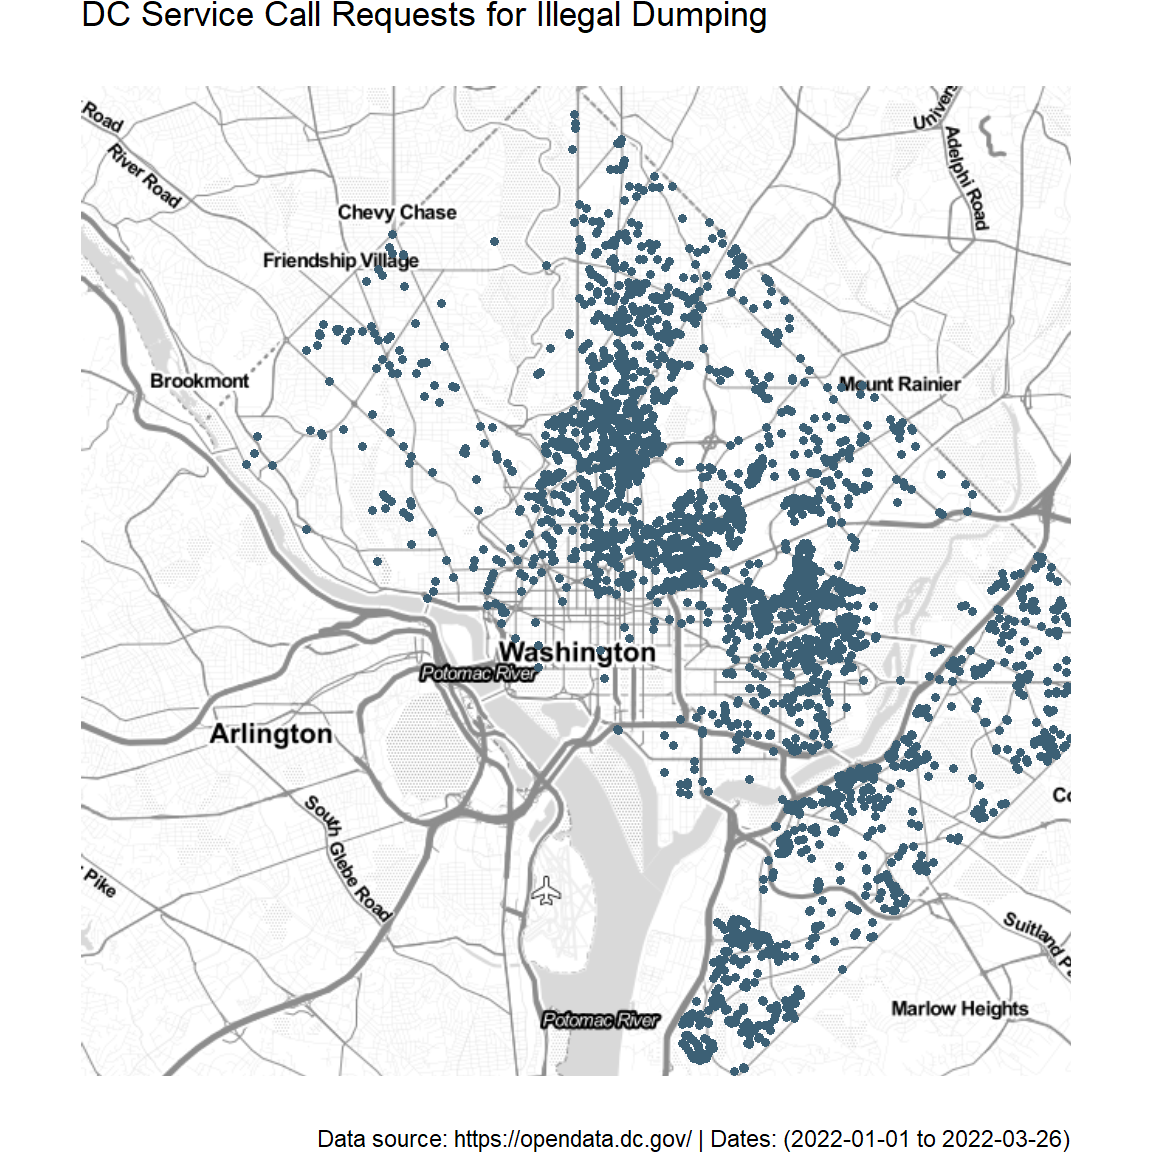 DC Service Call Requests for Illegal Dumping
Road
River Road
Univers
Adelphi Road
Chevy Chase
Friendship Village
Brookmont
Mount Rainier
Washington
Potomac River
Arlington
South Glebe Road
Co
Pike
Suitland P
Potomac River
Marlow Heights
Data source: https://opendata.dc.gov/ | Dates: (2022-01-01 to 2022-03-26)